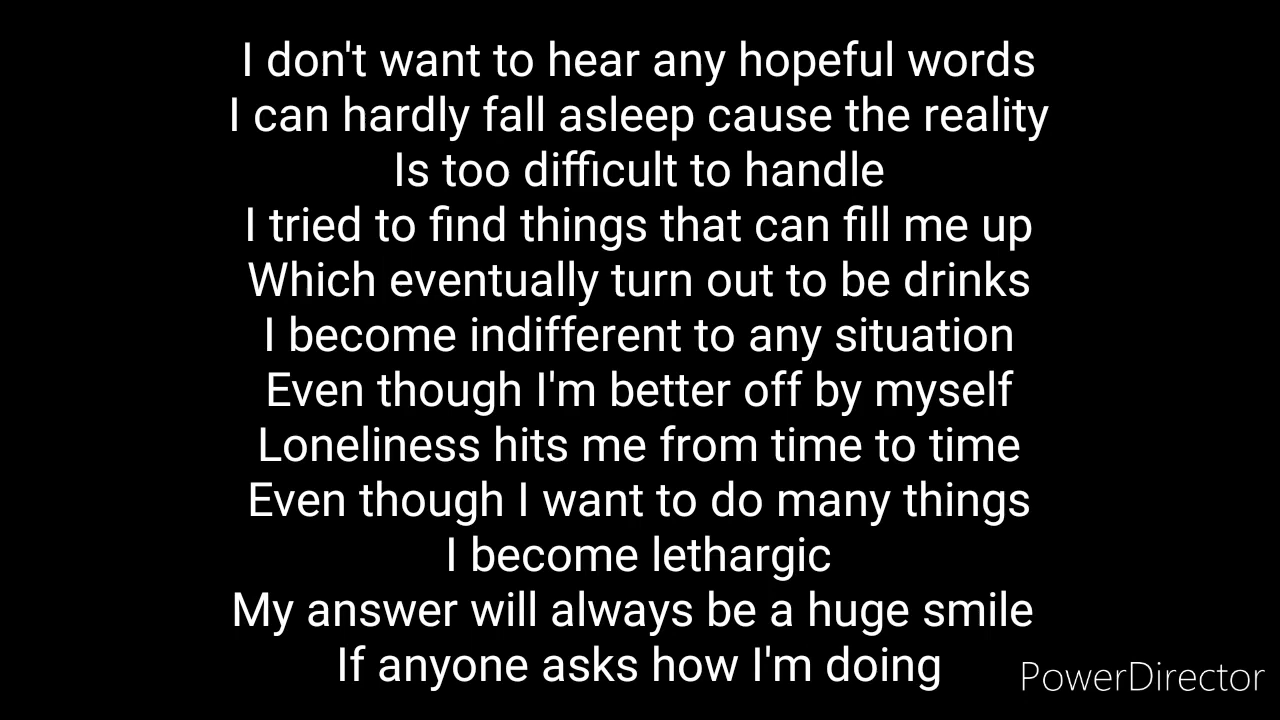 I don't want to hear any hopeful words
I can hardly fall asleep cause the reality
Is too difficult to handle
I tried to find things that can fill me up
Which eventually turn out to be drinks
I become indifferent to any situation
Even though I'm better off by myself
Loneliness hits me from time to time
Even though I want to do many things
I become lethargic
My answer will always be a huge smile
If anyone asks how I'm doing
PowerDirector